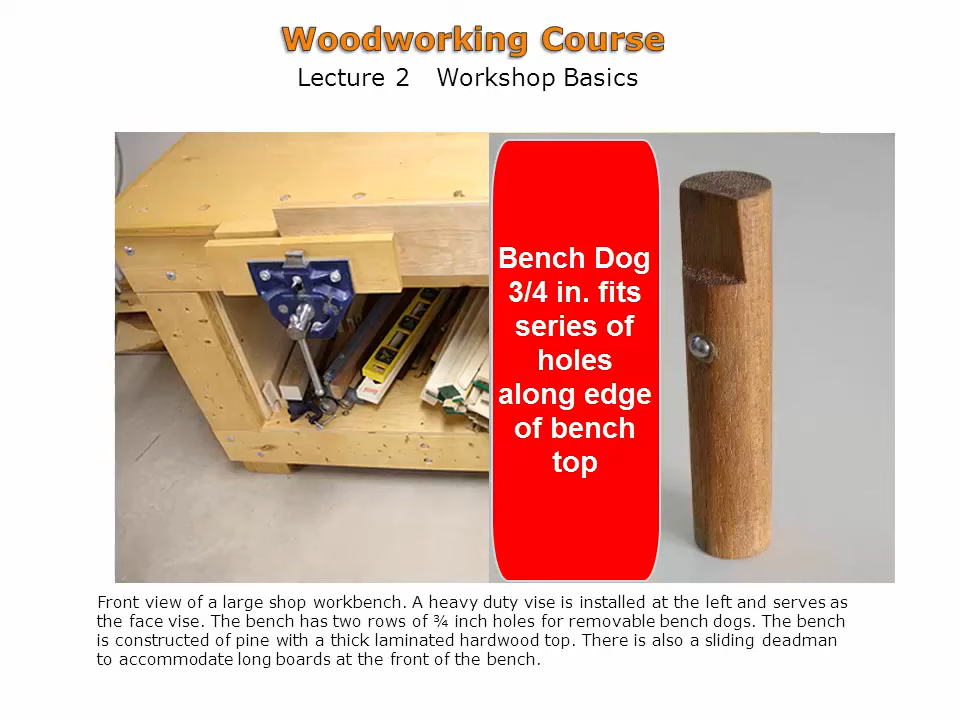 Woodworking Course
Lecture 2 Workshop Basics
Bench Dog
3/4 in. fits
series of
holes
along edge
of bench
top
Front view of a large shop workbench. A heavy duty vise is installed at the left and serves as
the face vise. The bench has two rows of ¾ inch holes for removable bench dogs. The bench
is constructed of pine with a thick laminated hardwood top. There is also a sliding deadman
to accommodate long boards at the front of the bench.